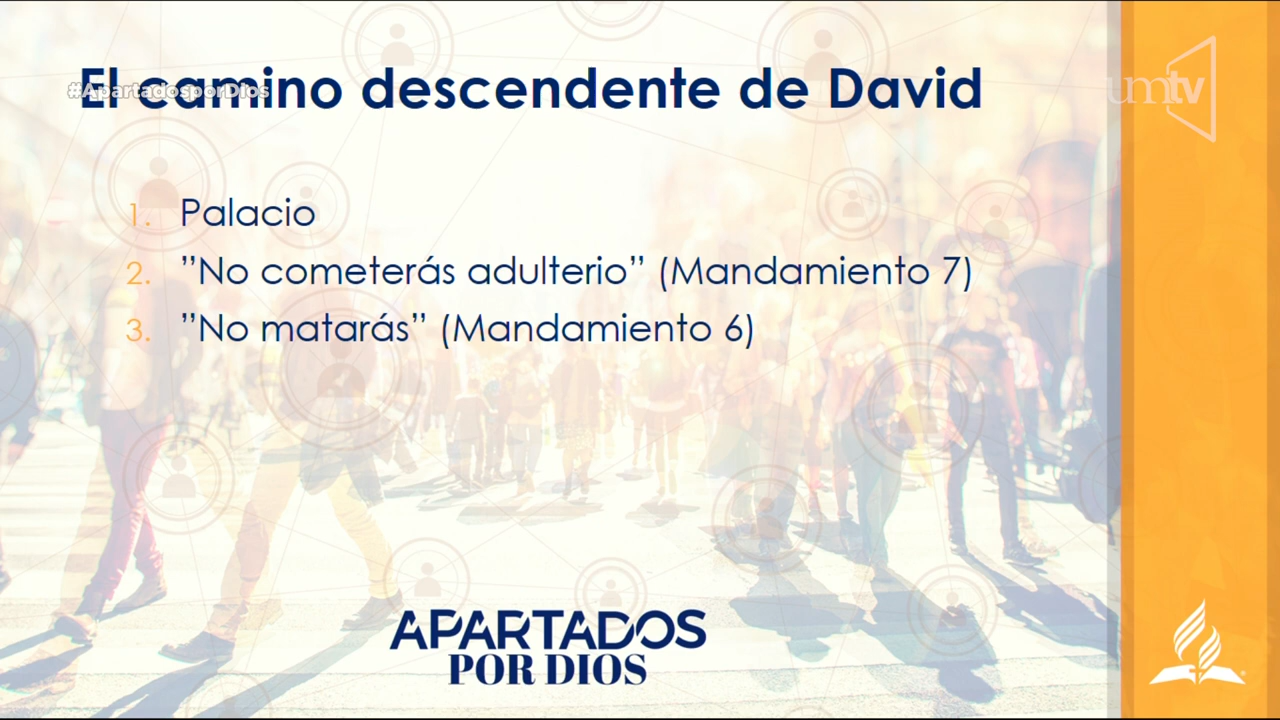 El camino descendente de David
#ApartadosporDios
umtv
1. Palacio
2. ”No cometerás adulterio” (Mandamiento 7)
3. ”No matarás” (Mandamiento 6)
APARTADOS
POR DIOS